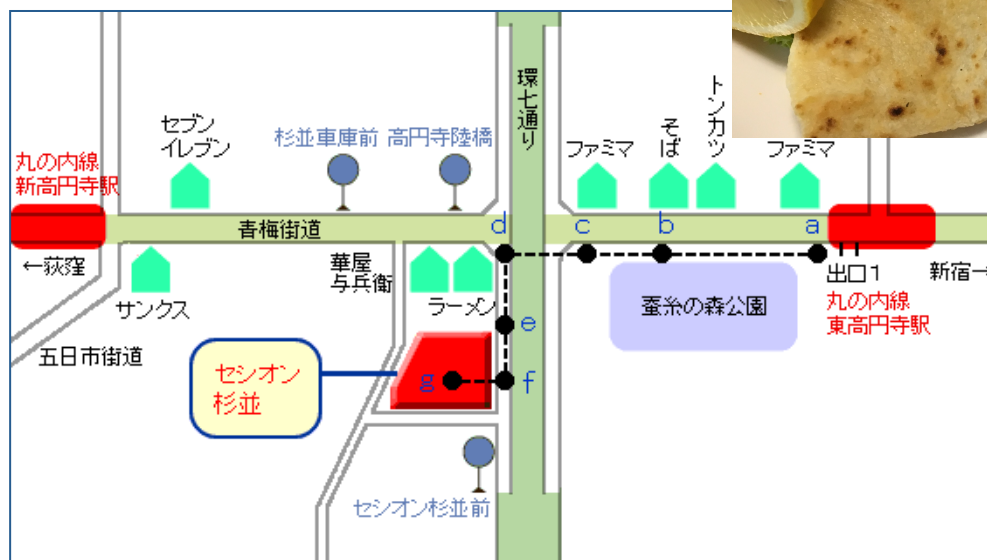 環七通り
トンカツ
セブン
イレブン
杉並車庫前
高円寺陸橋
ファミマ
そば
ファミマ
丸の内線
新高円寺駅
青梅街道
d
c
b
a
←荻窪
華屋
与兵衛
出口1
新宿→
サンクス
ラーメン
蚕糸の森公園
丸の内線
東高円寺駅
e
五日市街道
セシオン
杉並
g
f
セシオン杉並前